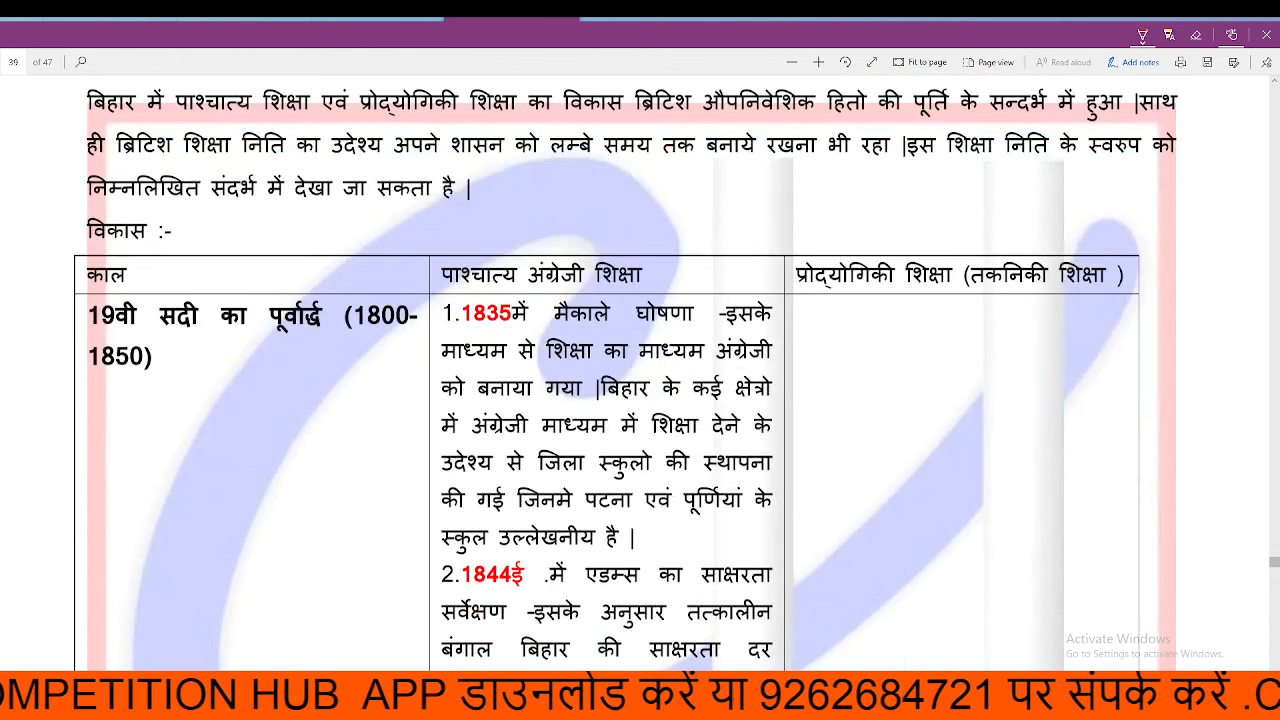 39 of 47 Fit to page Page view Read aloud Add notes
बिहार में पाश्चात्य शिक्षा एवं प्रोद्योगिकी शिक्षा का विकास ब्रिटिश औपनिवेशिक हितो की पूर्ति के सन्दर्भ में हुआ |साथ
ही ब्रिटिश शिक्षा निति का उदेश्य अपने शासन को लम्बे समय तक बनाये रखना भी रहा |इस शिक्षा निति के स्वरुप को
निम्नलिखित संदर्भ में देखा जा सकता है |
विकास :-
काल
पाश्चात्य अंग्रेजी शिक्षा
प्रोद्योगिकी शिक्षा (तकनिकी शिक्षा )
19वी सदी का पूर्वार्द्ध (1800-
1850)
1.1835में मैकाले घोषणा -इसके
माध्यम से शिक्षा का माध्यम अंग्रेजी
को बनाया गया |बिहार के कई क्षेत्रो
में अंग्रेजी माध्यम में शिक्षा देने के
उदेश्य से जिला स्कुलो की स्थापना
की गई जिनमे पटना एवं पूर्णियां के
स्कुल उल्लेखनीय है |
2.1844ई .में एडम्स का साक्षरता
सर्वेक्षण -इसके अनुसार तत्कालीन
बंगाल बिहार की साक्षरता दर
Activate Windows
Go to Settings to activate Windows.
OMPETITION HUB APP डाउनलोड करें या 9262684721 पर संपर्क करें .C